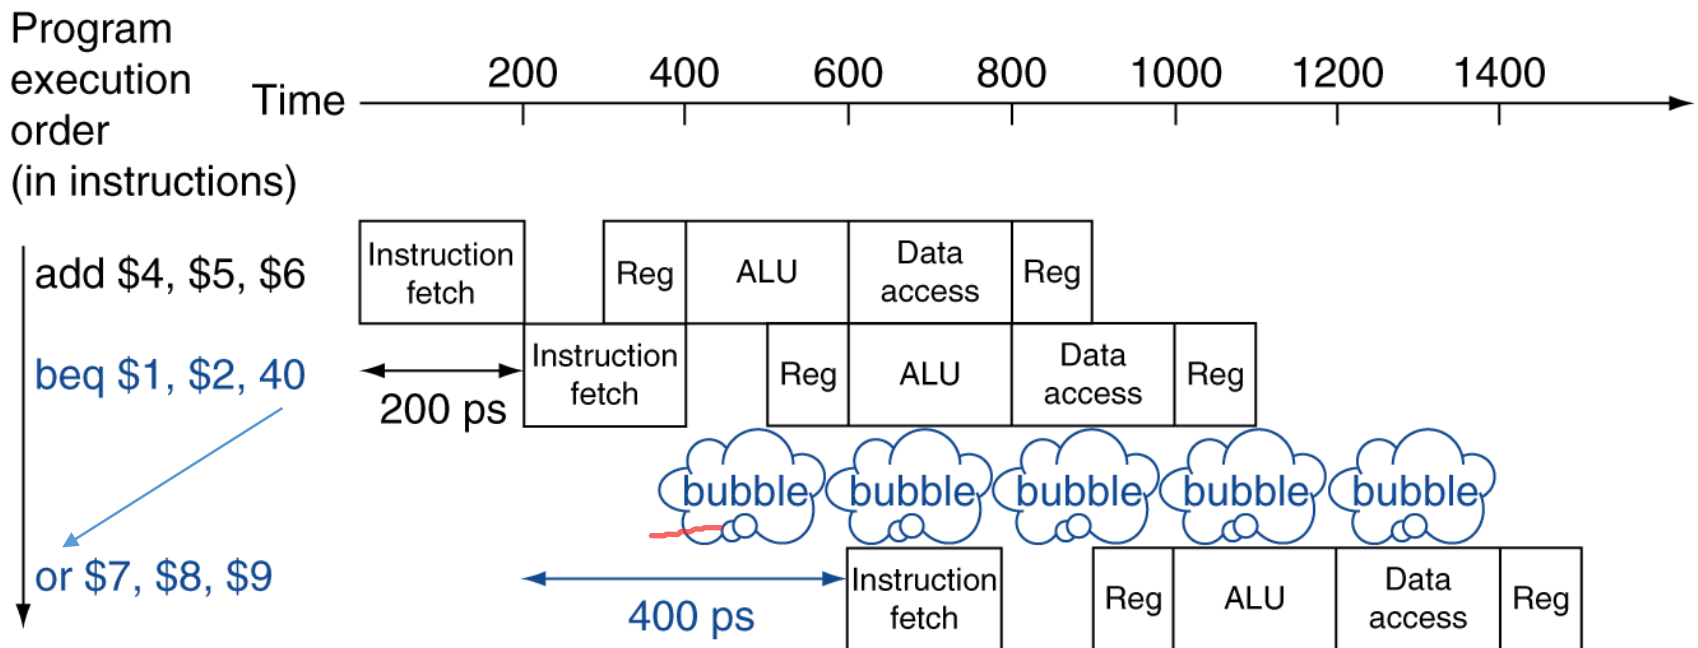 Program
execution
order
(in instructions)
Time
200 400 600 800 1000 1200 1400
add $4, $5, $6
Instruction
fetch
Reg
ALU
Data
access
Reg
beq $1, $2, 40
200 ps
Instruction
fetch
Reg
ALU
Data
access
Reg
bubble bubble bubble bubble bubble
or $7, $8, $9
400 ps
Instruction
fetch
Reg
ALU
Data
access
Reg